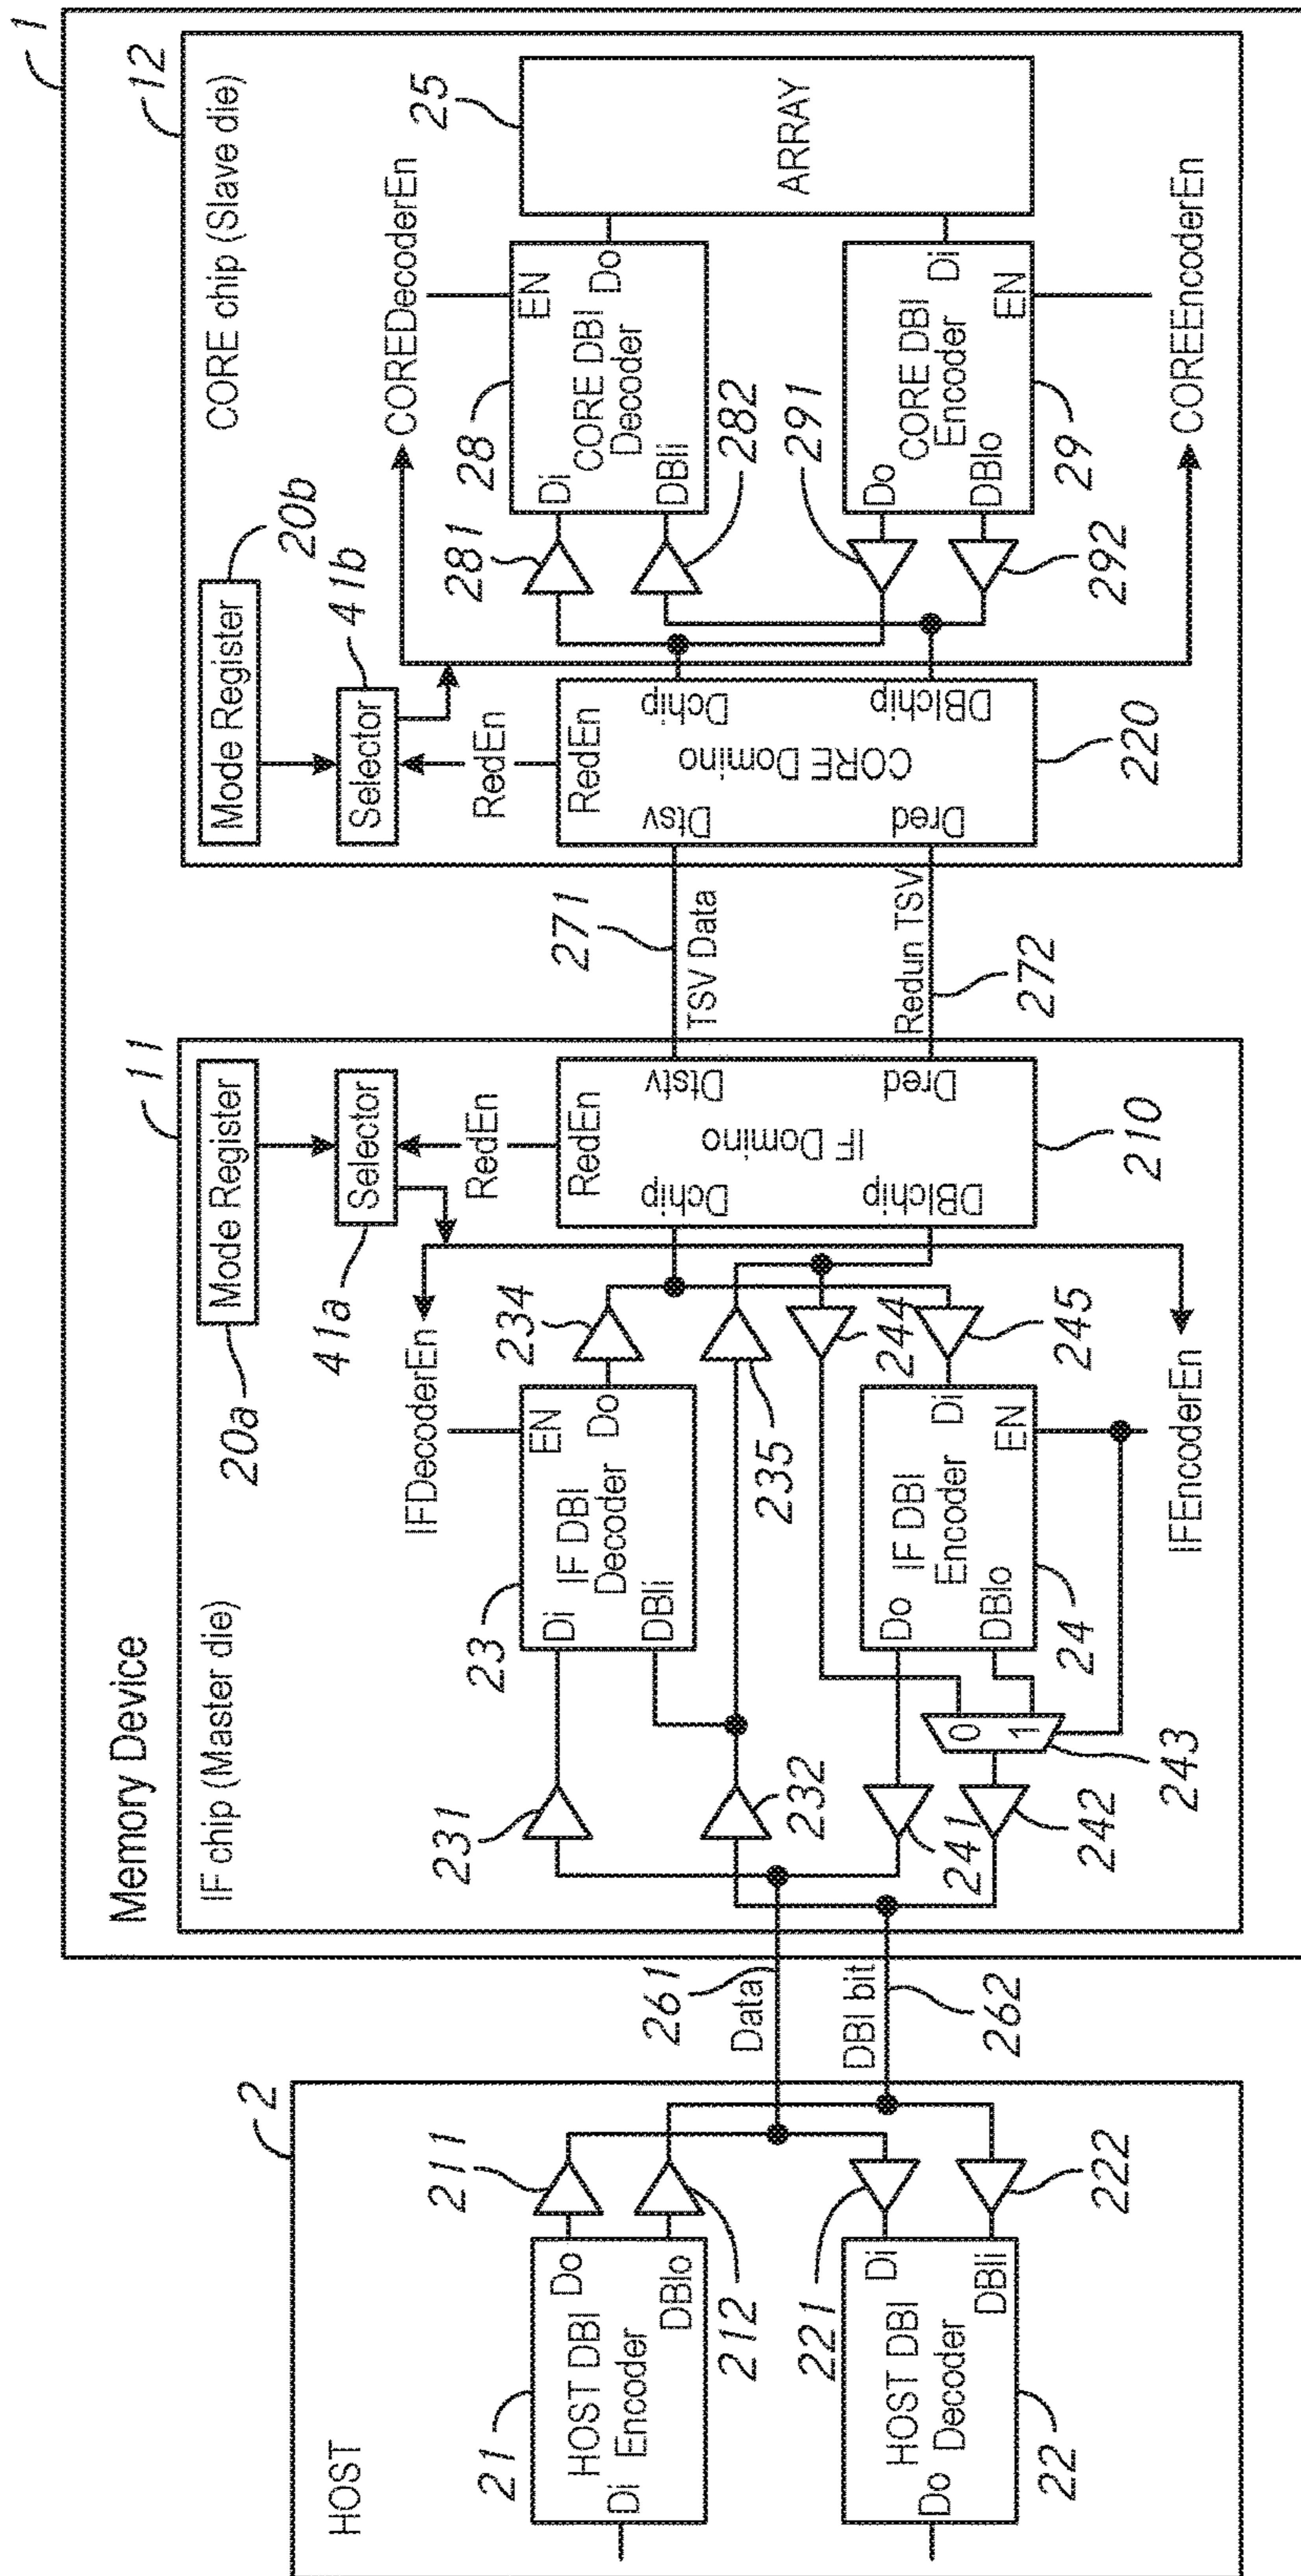 Memory Device
1
HOST
2
21
HOST DBI
Encoder
Di
Do
DBIo
211
212
HOST DBI
Decoder
Do
Di
DBIi
22
221
222
261
Data
DBI bit
262
IF chip (Master die)
11
Mode Register
20a
Selector
41a
RedEn
IFDecoderEn
231
232
23
IF DBI
Decoder
Di
DBIi
EN
Do
234
235
IF DBI
Encoder
Do
DBIo
Di
EN
24
241
242
243
244
245
IFEncoderEn
RedEn
Dchip
DBIchip
IF Domino
Dtstv
Dred
210
271
TSV Data
Redun TSV
272
CORE chip (Slave die)
12
Mode Register
20b
Selector
41b
RedEn
RedEn
Dtsv
Dred
CORE Domino
Dchip
DBIchip
220
COREDecoderEn
281
282
28
CORE DBI
Decoder
Di
DBIi
EN
Do
291
292
CORE DBI
Encoder
Do
DBIo
Di
EN
29
COREEncoderEn
25
ARRAY